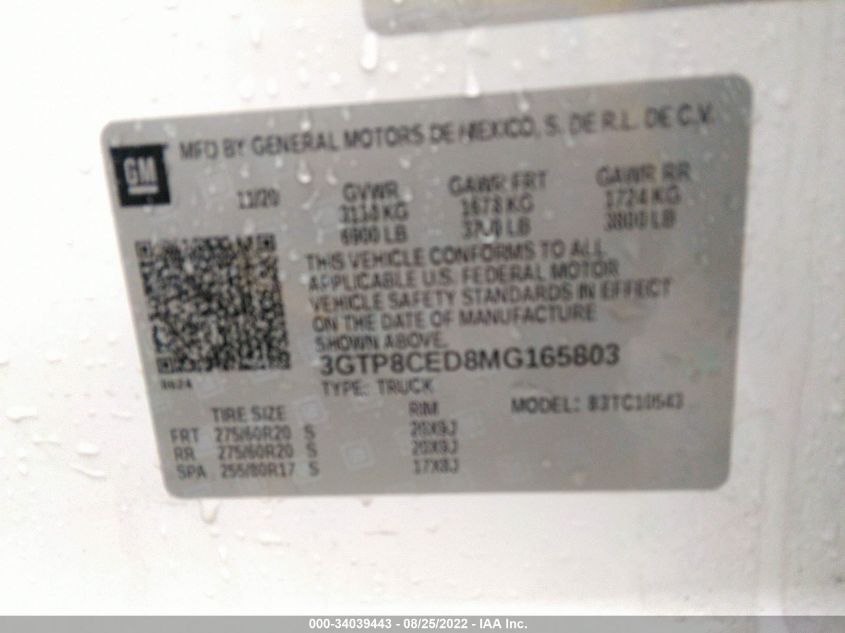 MFD BY GENERAL MOTORS DE MEXICO, S. DE R.L. DE C.V.
GM
11/20 GVWR GAWR FRT GAWR RR
KG 1678 KG 1724 KG
6900 LB LB 3800 LB
THIS VEHICLE CONFORMS TO ALL
APPLICABLE U.S. FEDERAL MOTOR
VEHICLE SAFETY STANDARDS IN EFFECT
ON THE DATE OF MANUFACTURE
SHOWN ABOVE.
3GTP8CED8MG165803
TYPE: TRUCK
TIRE SIZE RIM MODEL:
FRT 275/60R20 S 20X9J
RR 275/60R20 S 20X9J
SPA 255/80R17 S 17X8J
000-34039443 - 08/25/2022 - IAA Inc.